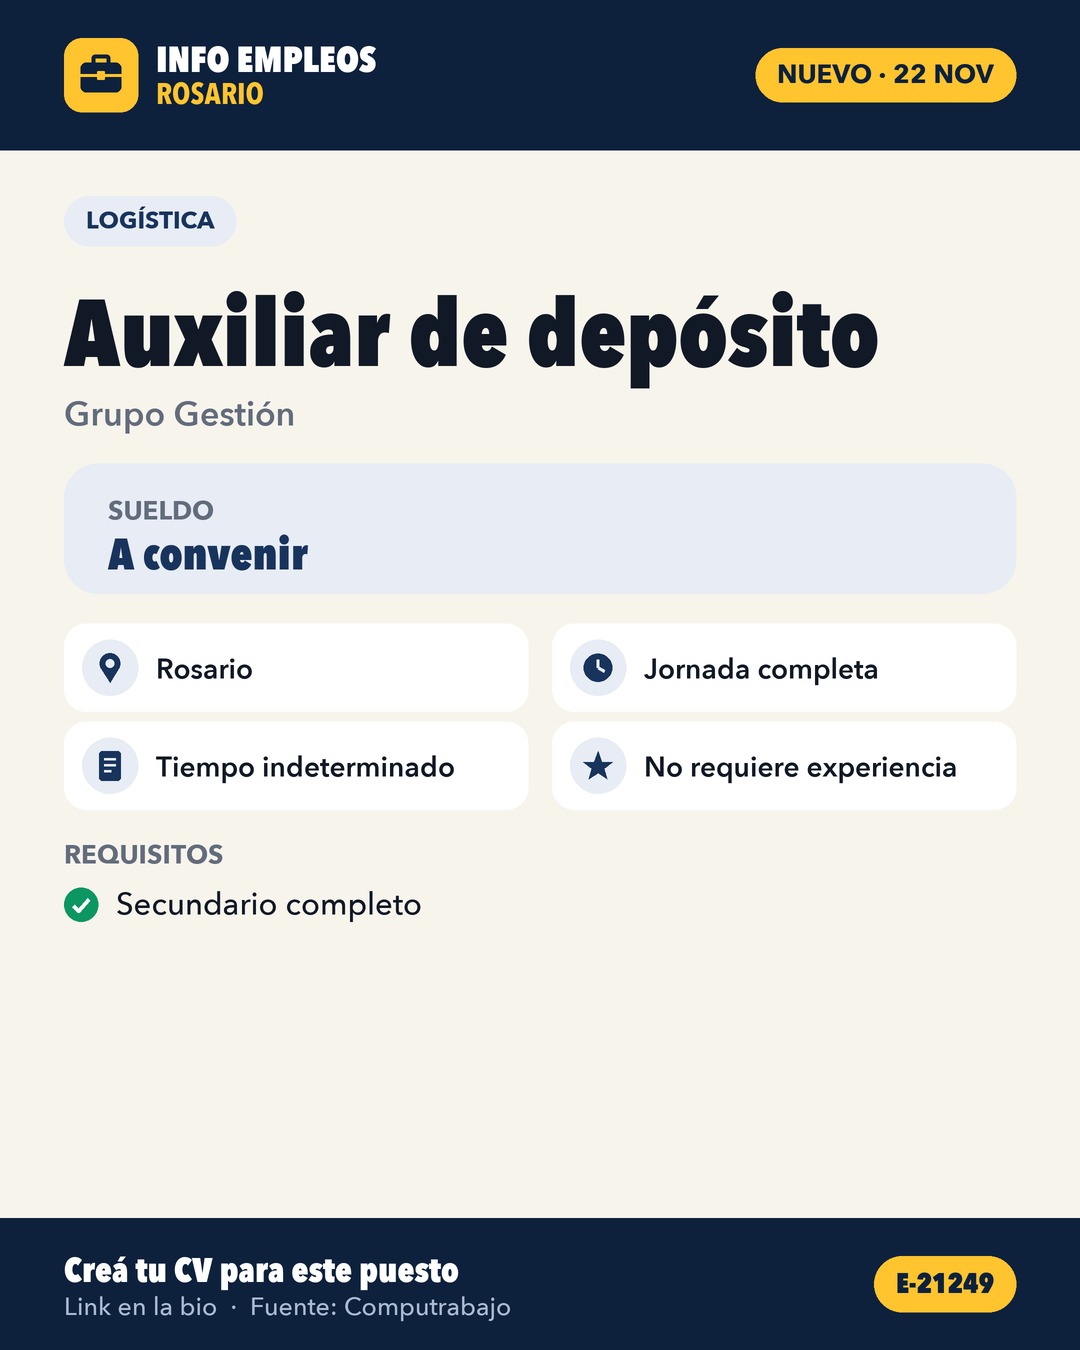 INFO EMPLEOS
ROSARIO
NUEVO · 22 NOV
LOGÍSTICA
Auxiliar de depósito
Grupo Gestión
SUELDO
A convenir
Rosario
Jornada completa
Tiempo indeterminado
No requiere experiencia
REQUISITOS
Secundario completo
Creá tu CV para este puesto
Link en la bio · Fuente: Computrabajo
E-21249